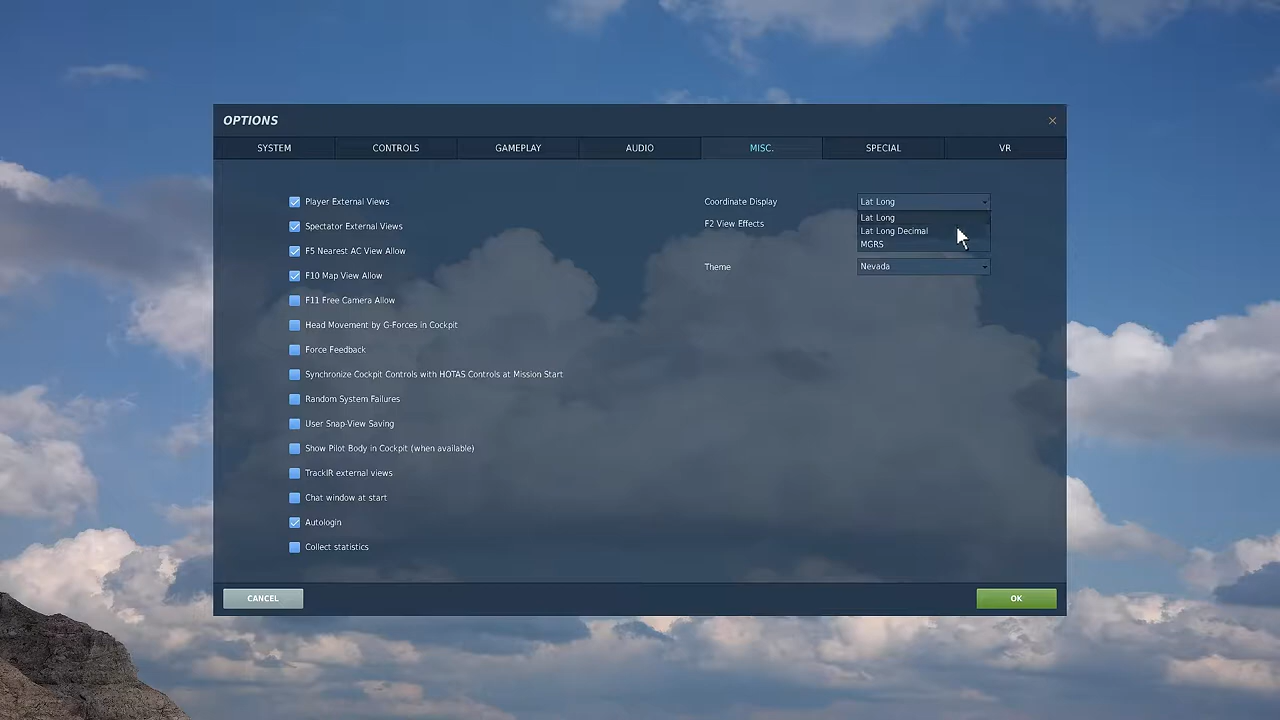 OPTIONS
SYSTEM CONTROLS GAMEPLAY AUDIO MISC. SPECIAL VR
Player External Views
Spectator External Views
F5 Nearest AC View Allow
F10 Map View Allow
F11 Free Camera Allow
Head Movement by G-Forces in Cockpit
Force Feedback
Synchronize Cockpit Controls with HOTAS Controls at Mission Start
Random System Failures
User Snap-View Saving
Show Pilot Body in Cockpit (when available)
TrackIR external views
Chat window at start
Autologin
Collect statistics
Coordinate Display Lat Long
Lat Long
F2 View Effects
Lat Long Decimal
MGRS
Theme Nevada
CANCEL OK